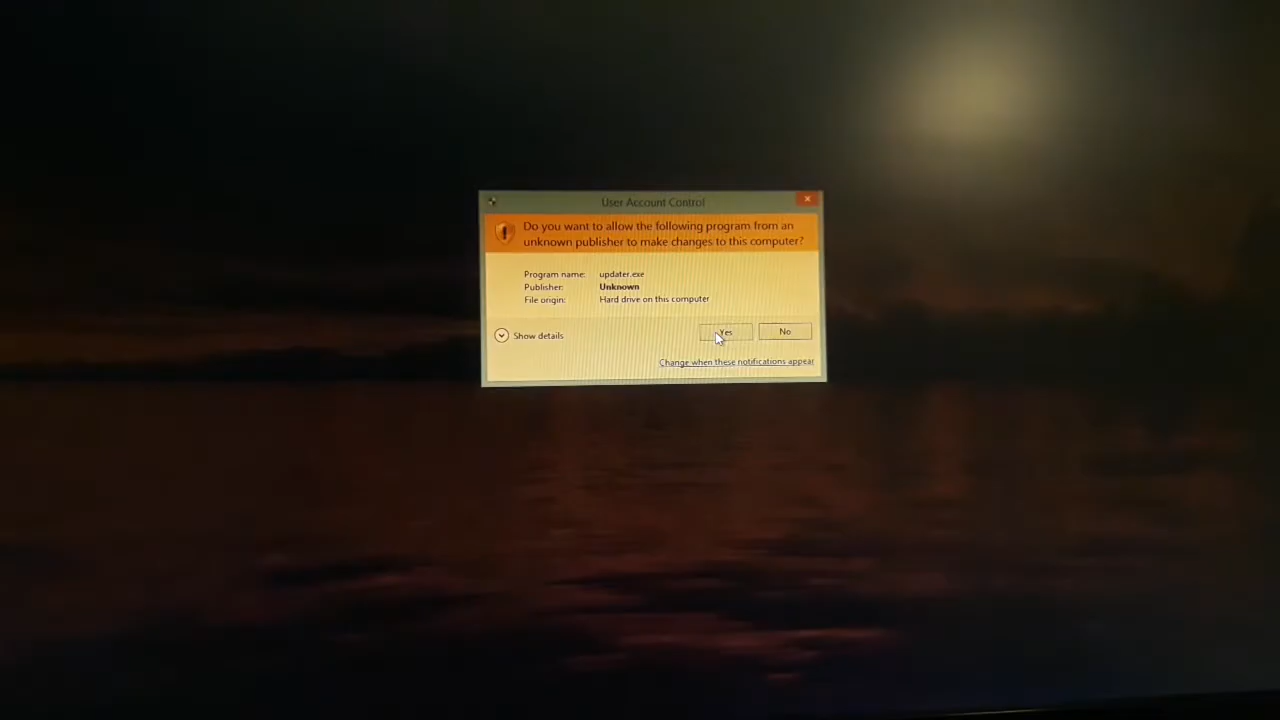 User Account Control
Do you want to allow the following program from an
unknown publisher to make changes to this computer?
Program name: updater.exe
Publisher: Unknown
File origin: Hard drive on this computer
Show details
Yes
No
Change when these notifications appear